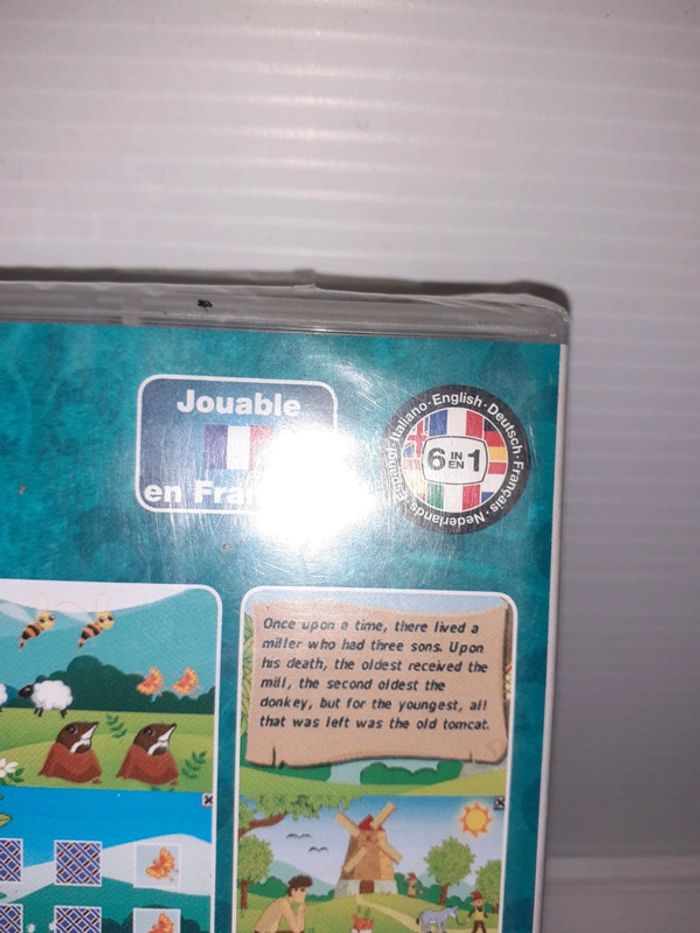 Jouable
en Fran
Italiano · English · Deutsch · Français · Nederlands · Español ·
6 IN EN 1
Once upon a time, there lived a
miller who had three sons. Upon
his death, the oldest received the
mill, the second oldest the
donkey, but for the youngest, all
that was left was the old tomcat.